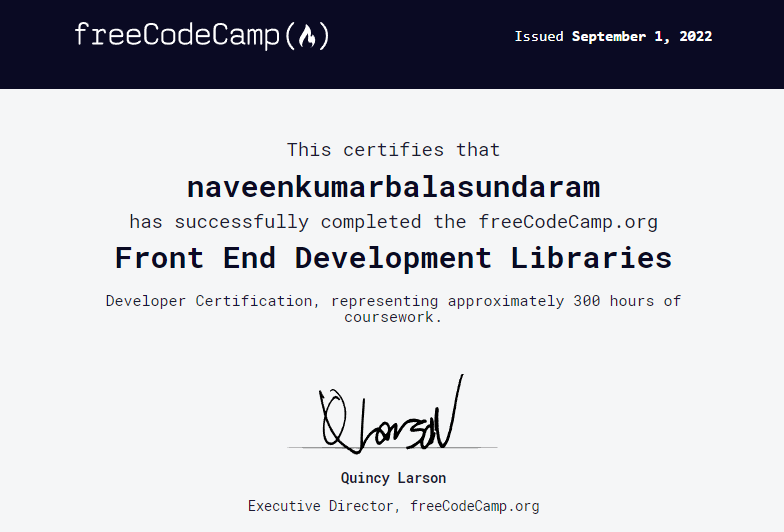 freeCodeCamp(🔥)
Issued September 1, 2022
This certifies that
naveenkumarbalasundaram
has successfully completed the freeCodeCamp.org
Front End Development Libraries
Developer Certification, representing approximately 300 hours of
coursework.
Q Larson
Quincy Larson
Executive Director, freeCodeCamp.org